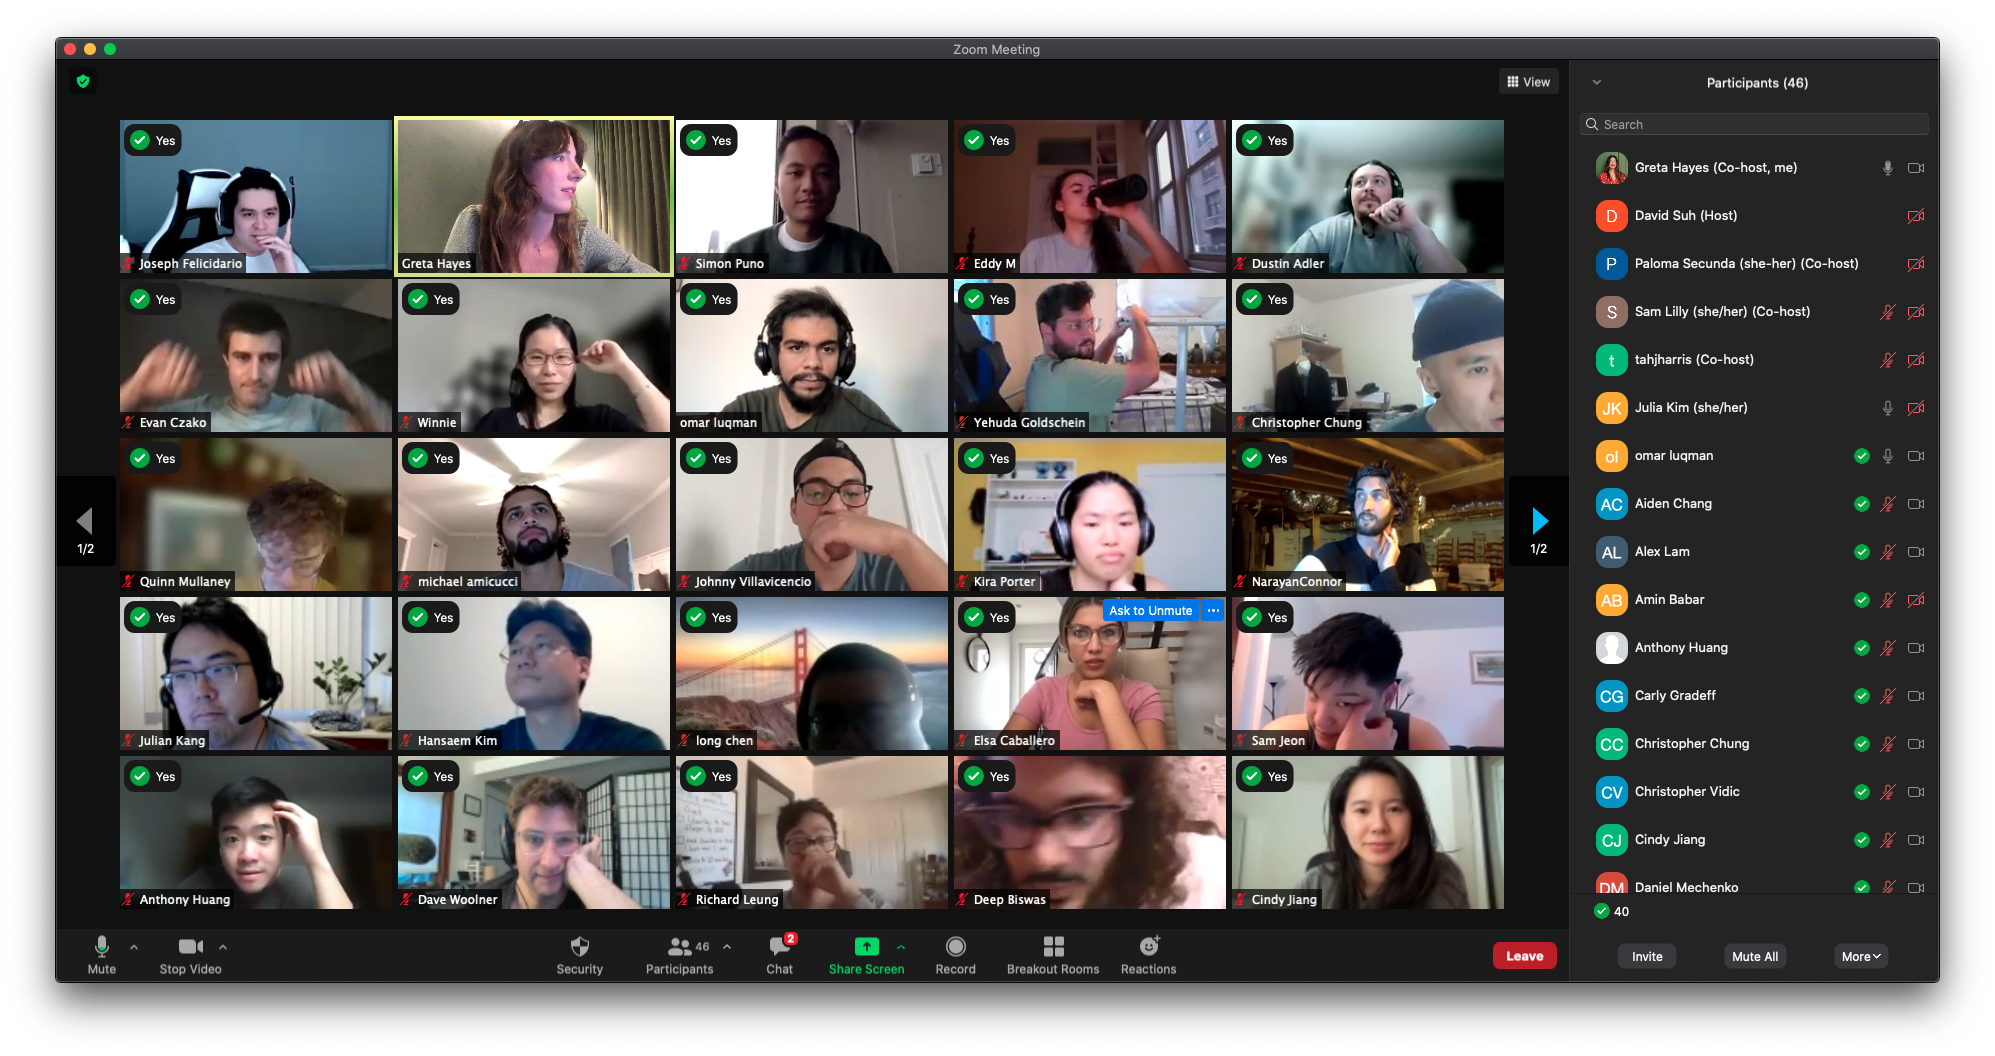 Zoom Meeting
View
Yes
Joseph Felicidario
Greta Hayes
Yes
Simon Puno
Yes
Eddy M
Yes
Dustin Adler
Yes
Evan Czako
Yes
Winnie
Yes
omar luqman
Yes
Yehuda Goldschein
Yes
Christopher Chung
Yes
Quinn Mullaney
Yes
michael amicucci
Yes
Johnny Villavicencio
Yes
Kira Porter
Yes
NarayanConnor
1/2
1/2
Yes
Julian Kang
Yes
Hansaem Kim
Yes
long chen
Yes
Ask to Unmute ...
Elsa Caballero
Yes
Sam Jeon
Yes
Anthony Huang
Yes
Dave Woolner
Yes
Richard Leung
Yes
Deep Biswas
Yes
Cindy Jiang
Mute
Stop Video
Security
46
Participants
2
Chat
Share Screen
Record
Breakout Rooms
Reactions
Leave
Participants (46)
Search
Greta Hayes (Co-host, me)
D David Suh (Host)
P Paloma Secunda (she-her) (Co-host)
S Sam Lilly (she/her) (Co-host)
t tahjharris (Co-host)
JK Julia Kim (she/her)
ol omar luqman
AC Aiden Chang
AL Alex Lam
AB Amin Babar
Anthony Huang
CG Carly Gradeff
CC Christopher Chung
CV Christopher Vidic
CJ Cindy Jiang
DM Daniel Mechenko
40
Invite
Mute All
More